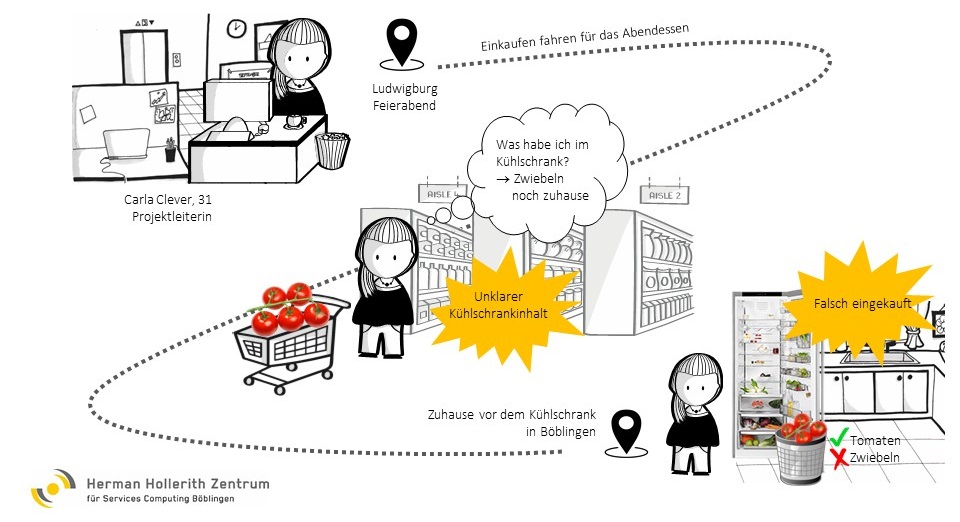 Einkaufen fahren für das Abendessen
Ludwigburg
Feierabend
Carla Clever, 31
Projektleiterin
Was habe ich im
Kühlschrank?
→ Zwiebeln
noch zuhause
AISLE 4
AISLE 2
Unklarer
Kühlschrankinhalt
Falsch eingekauft
Zuhause vor dem Kühlschrank
in Böblingen
Tomaten
Zwiebeln
Herman Hollerith Zentrum
für Services Computing Böblingen